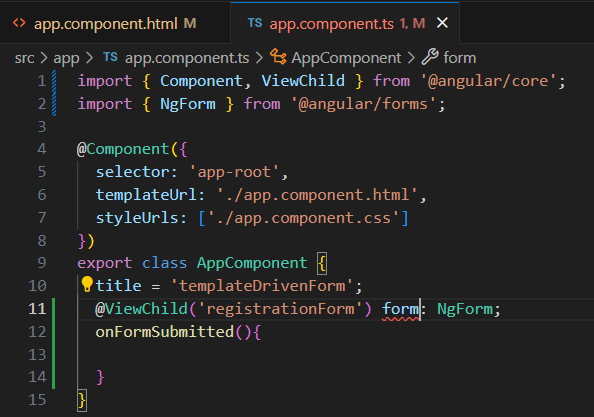 <> app.component.html M TS app.component.ts 1, M ×
src > app > TS app.component.ts > AppComponent > form
1 import { Component, ViewChild } from '@angular/core';
2 import { NgForm } from '@angular/forms';
3
4 @Component({
5   selector: 'app-root',
6   templateUrl: './app.component.html',
7   styleUrls: ['./app.component.css']
8 })
9 export class AppComponent {
10   title = 'templateDrivenForm';
11   @ViewChild('registrationForm') form: NgForm;
12   onFormSubmitted(){
13
14   }
15 }